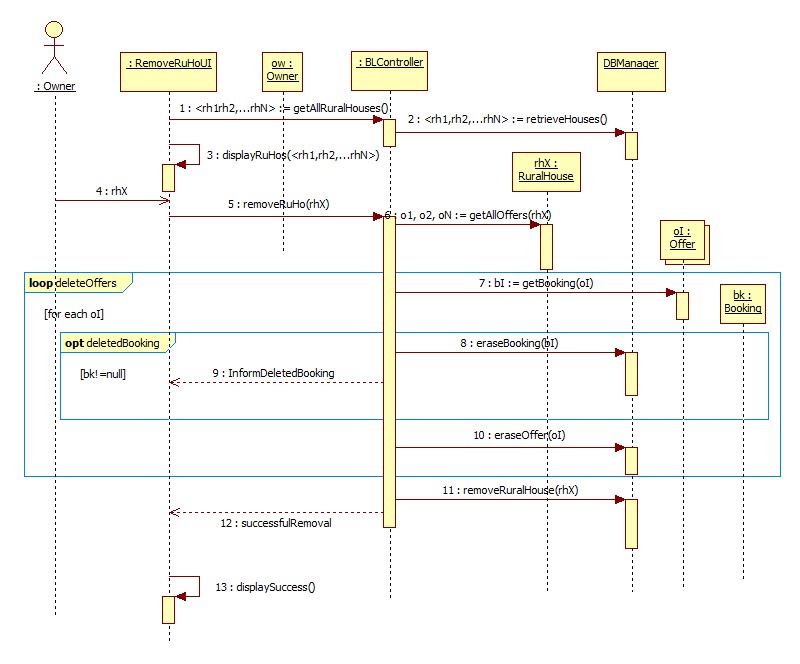 : Owner
: RemoveRuHoUI
ow :
Owner
: BLController
DBManager
1 : <rh1rh2,...rhN> := getAllRuralHouses()
2 : <rh1,rh2,...rhN> := retrieveHouses()
3 : displayRuHos(<rh1,rh2,...rhN>)
rhX :
RuralHouse
4 : rhX
5 : removeRuHo(rhX)
6 : o1, o2, oN := getAllOffers(rhX)
oI :
Offer
loop deleteOffers
7 : bI := getBooking(oI)
bk :
Booking
[for each oI]
opt deletedBooking
8 : eraseBooking(bI)
[bk!=null]
9 : InformDeletedBooking
10 : eraseOffer(oI)
11 : removeRuralHouse(rhX)
12 : successfulRemoval
13 : displaySuccess()